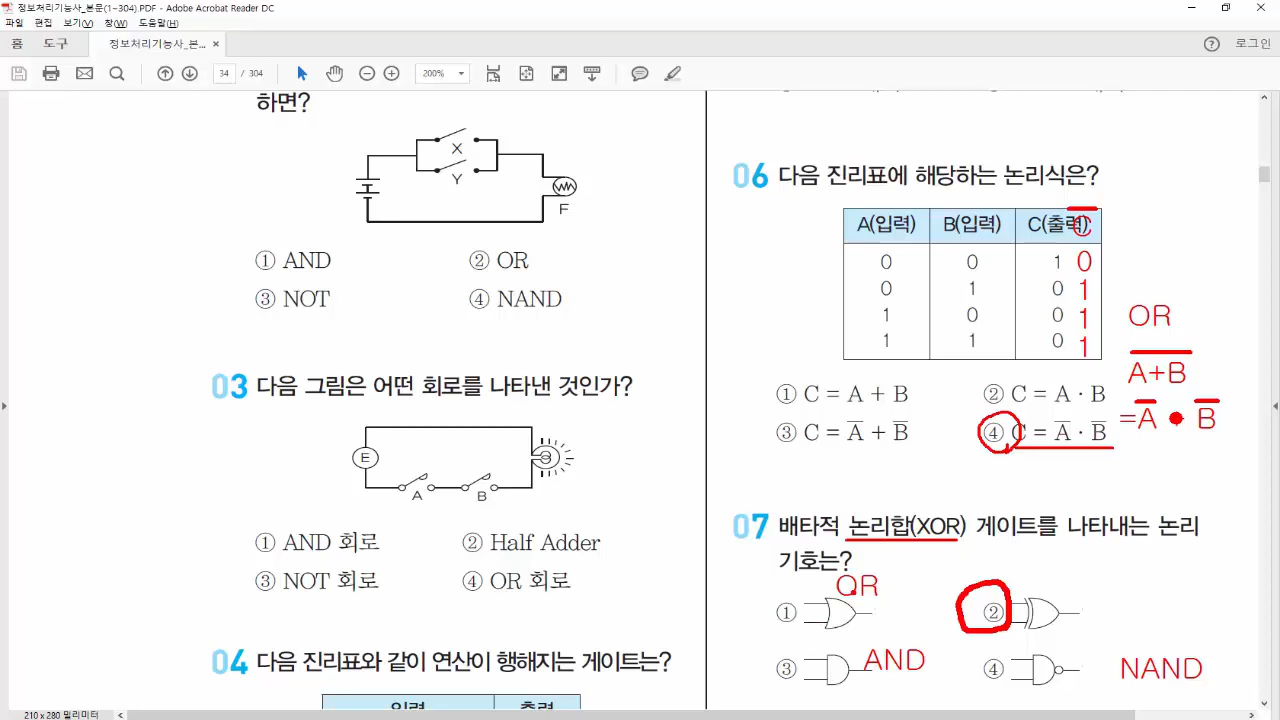 정보처리기능사_본문(1~304).PDF - Adobe Acrobat Reader DC
파일 편집 보기(V) 창(W) 도움말(H)
홈 도구 정보처리기능사_본... × 로그인
34 / 304 200%
하면?
X
Y
F
① AND ② OR
③ NOT ④ NAND
03 다음 그림은 어떤 회로를 나타낸 것인가?
E
A B
① AND 회로 ② Half Adder
③ NOT 회로 ④ OR 회로
04 다음 진리표와 같이 연산이 행해지는 게이트는?
06 다음 진리표에 해당하는 논리식은?
A(입력) B(입력) C(출력) C̅
0 0 1 0
0 1 0 1
1 0 0 1
1 1 0 1
OR
A̅+̅B̅
=A̅ • B̅
① C = A + B ② C = A · B
③ C = A̅ + B̅ ④ C = A̅ · B̅
07 배타적 논리합(XOR) 게이트를 나타내는 논리
기호는?
OR
① ②
③ AND ④ NAND
210 x 280 밀리미터